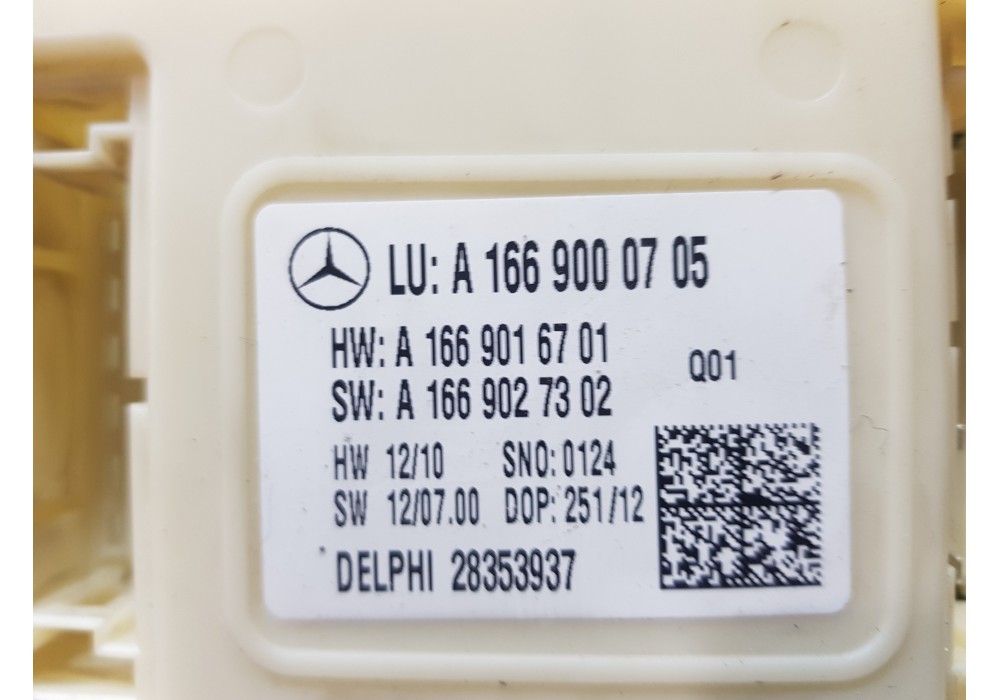 LU: A 166 900 07 05
HW: A 166 901 67 01
SW: A 166 902 73 02
Q01
HW 12/10 SNO: 0124
SW 12/07.00 DOP: 251/12
DELPHI 28353937